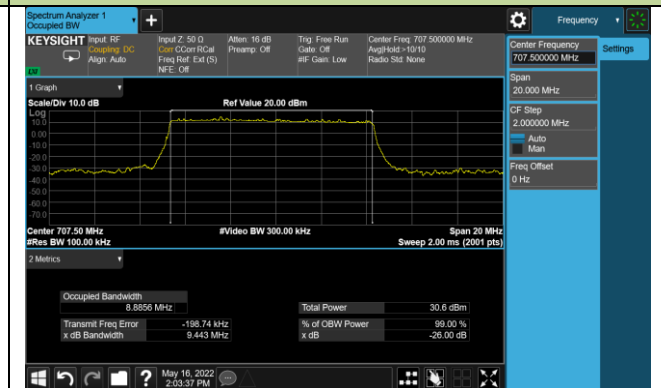 Spectrum Analyzer 1
Occupied BW
+
Frequency
KEYSIGHT
Input: RF
Coupling: DC
Align: Auto
Input Z: 50 Ω
Corr CCorr RCal
Freq Ref: Ext (S)
NFE: Off
Atten: 16 dB
Preamp: Off
Trig: Free Run
Gate: Off
#IF Gain: Low
Center Freq: 707.500000 MHz
Avg|Hold:>10/10
Radio Std: None
Center Frequency
707.500000 MHz
Settings
Span
20.000 MHz
CF Step
2.000000 MHz
Auto
Man
Freq Offset
0 Hz
1 Graph
Scale/Div 10.0 dB
Ref Value 20.00 dBm
Log
10.0
0.00
-10.0
-20.0
-30.0
-40.0
-50.0
-60.0
-70.0
Center 707.50 MHz
#Video BW 300.00 kHz
Span 20 MHz
#Res BW 100.00 kHz
Sweep 2.00 ms (2001 pts)
2 Metrics
Occupied Bandwidth
8.8856 MHz
Total Power
30.6 dBm
Transmit Freq Error
-198.74 kHz
% of OBW Power
99.00 %
x dB Bandwidth
9.443 MHz
x dB
-26.00 dB
?
May 16, 2022
2:03:37 PM